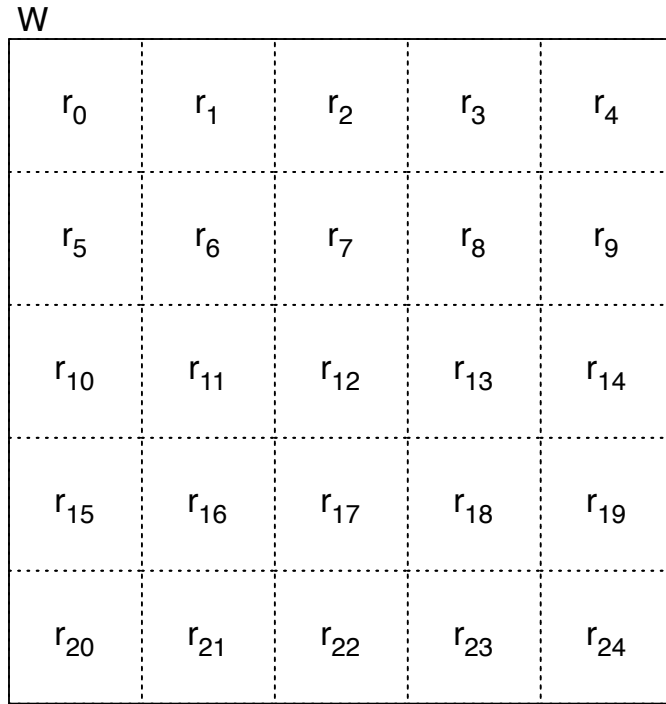 W
r₀ r₁ r₂ r₃ r₄
r₅ r₆ r₇ r₈ r₉
r₁₀ r₁₁ r₁₂ r₁₃ r₁₄
r₁₅ r₁₆ r₁₇ r₁₈ r₁₉
r₂₀ r₂₁ r₂₂ r₂₃ r₂₄